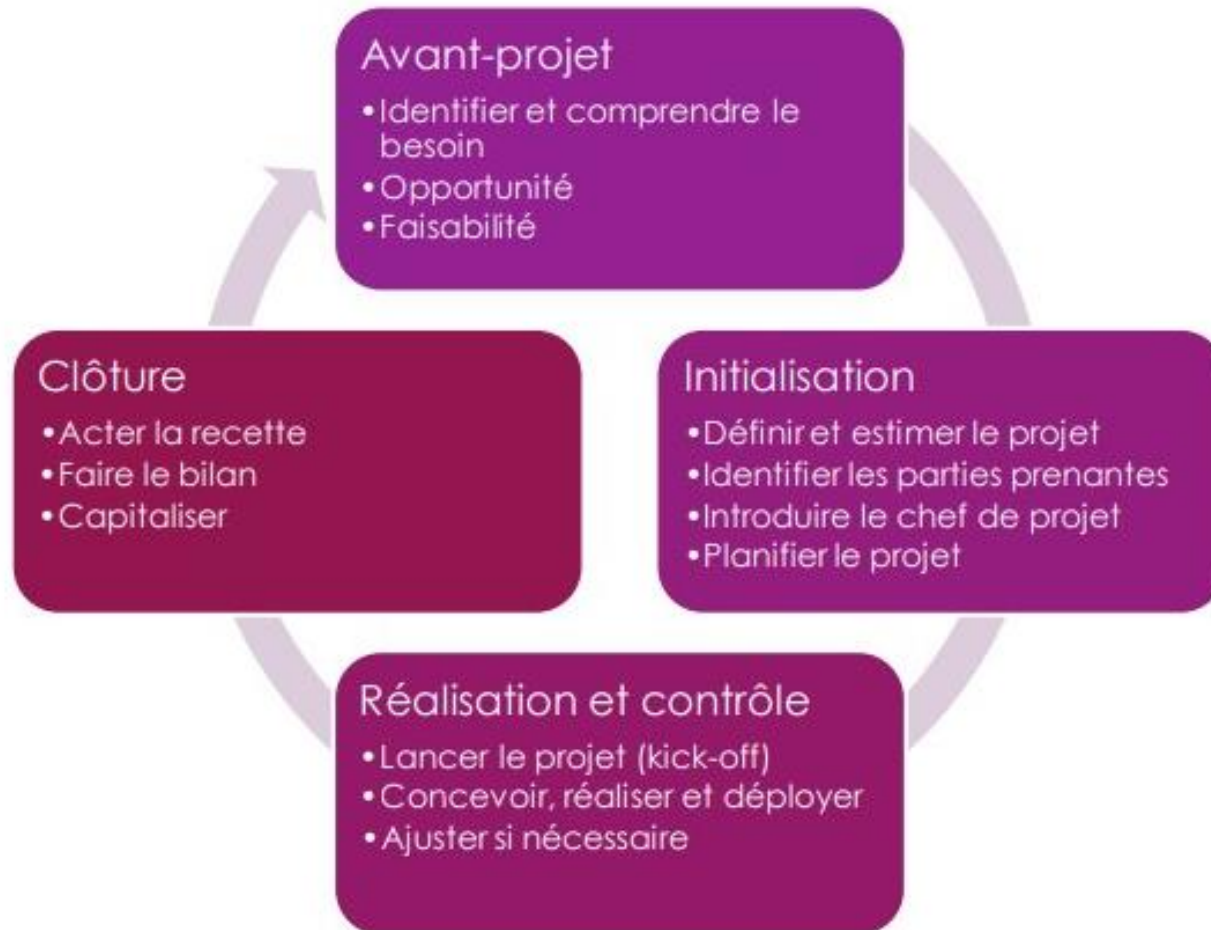 Avant-projet
•Identifier et comprendre le
besoin
•Opportunité
•Faisabilité
Initialisation
•Définir et estimer le projet
•Identifier les parties prenantes
•Introduire le chef de projet
•Planifier le projet
Réalisation et contrôle
•Lancer le projet (kick-off)
•Concevoir, réaliser et déployer
•Ajuster si nécessaire
Clôture
•Acter la recette
•Faire le bilan
•Capitaliser